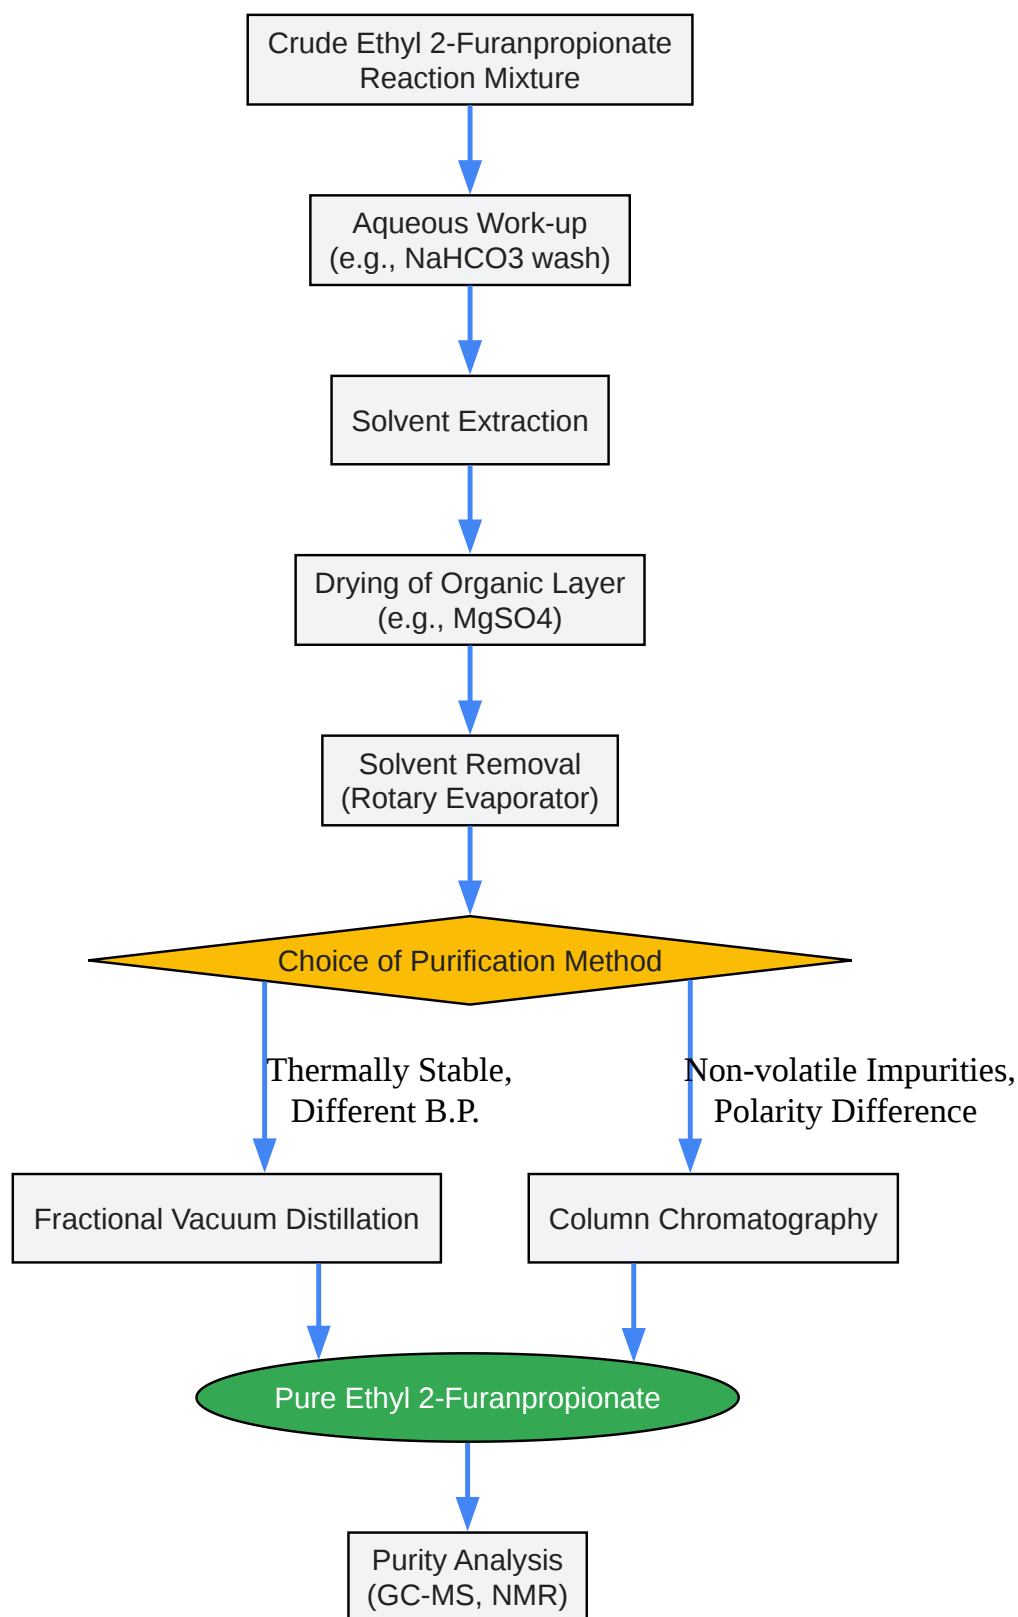 Crude Ethyl 2-Furanpropionate
Reaction Mixture
Aqueous Work-up
(e.g., NaHCO3 wash)
Solvent Extraction
Drying of Organic Layer
(e.g., MgSO4)
Solvent Removal
(Rotary Evaporator)
Choice of Purification Method
Thermally Stable,
Different B.P.
Non-volatile Impurities,
Polarity Difference
Fractional Vacuum Distillation
Column Chromatography
Pure Ethyl 2-Furanpropionate
Purity Analysis
(GC-MS, NMR)